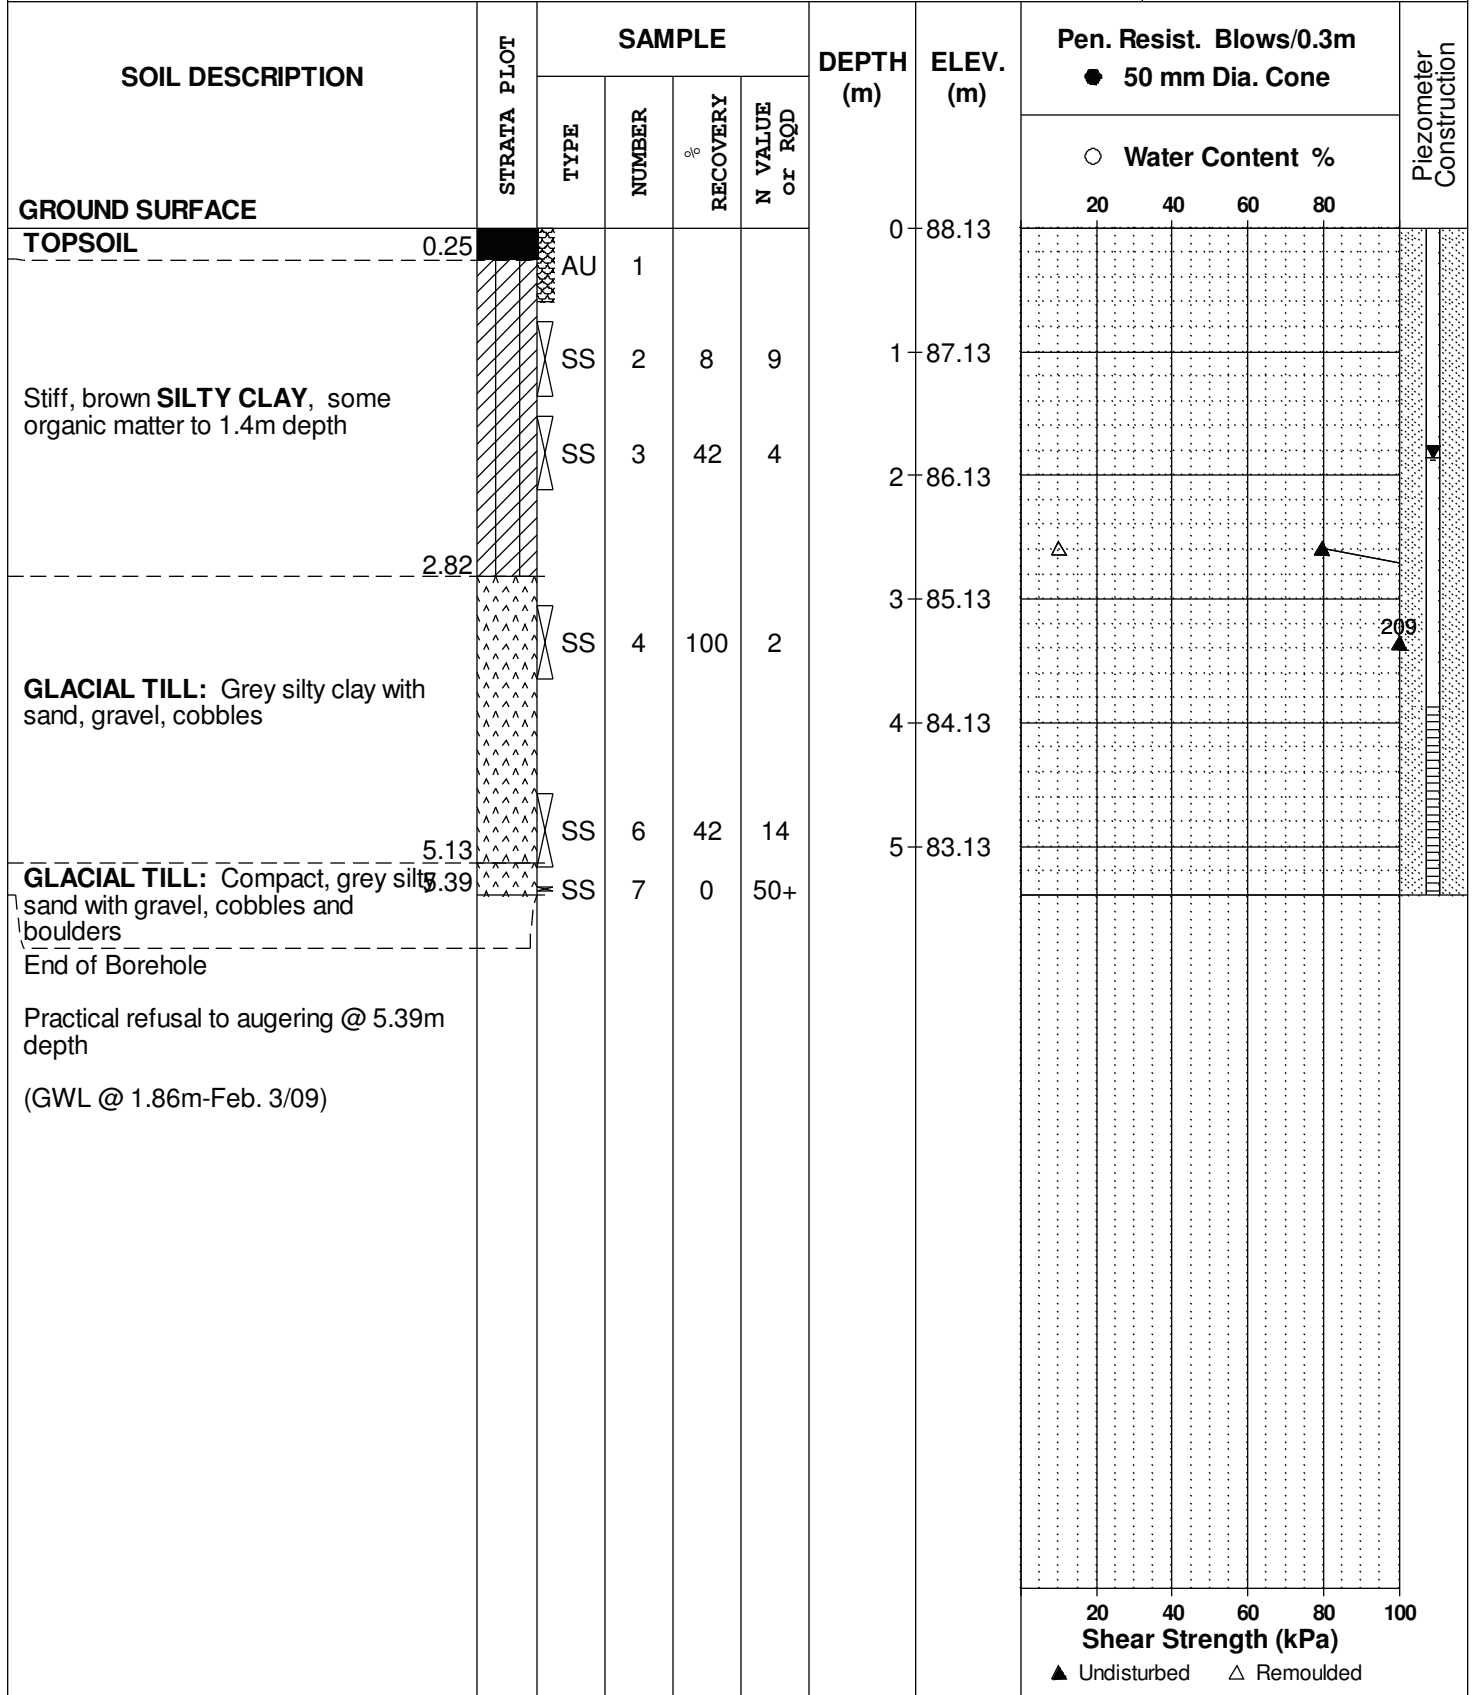 SOIL DESCRIPTION
GROUND SURFACE
STRATA PLOT
SAMPLE
TYPE
NUMBER
% RECOVERY
N VALUE or RQD
DEPTH (m)
ELEV. (m)
Pen. Resist. Blows/0.3m
● 50 mm Dia. Cone
○ Water Content %
20 40 60 80
Piezometer Construction
TOPSOIL 0.25
0 88.13
AU 1
SS 2 8 9
1 87.13
Stiff, brown SILTY CLAY, some
organic matter to 1.4m depth
SS 3 42 4
2 86.13
2.82
3 85.13
209
SS 4 100 2
GLACIAL TILL: Grey silty clay with
sand, gravel, cobbles
4 84.13
SS 6 42 14
5 83.13
5.13
GLACIAL TILL: Compact, grey silty 5.39
sand with gravel, cobbles and
boulders
SS 7 0 50+
End of Borehole
Practical refusal to augering @ 5.39m
depth
(GWL @ 1.86m-Feb. 3/09)
20 40 60 80 100
Shear Strength (kPa)
▲ Undisturbed △ Remoulded